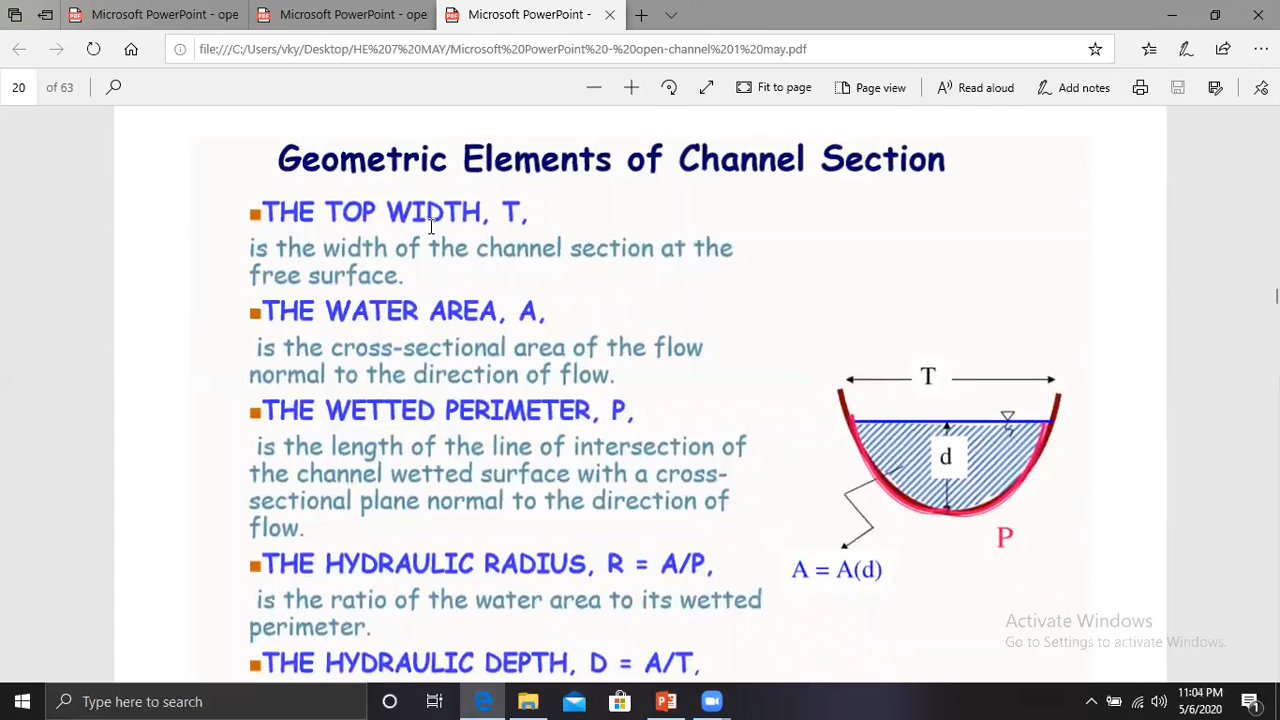 Microsoft PowerPoint - ope
Microsoft PowerPoint - ope
Microsoft PowerPoint -
file:///C:/Users/vky/Desktop/HE%207%20MAY/Microsoft%20PowerPoint%20-%20open-channel%201%20may.pdf
20 of 63
Fit to page
Page view
Read aloud
Add notes
Geometric Elements of Channel Section
THE TOP WIDTH, T,
is the width of the channel section at the
free surface.
THE WATER AREA, A,
is the cross-sectional area of the flow
normal to the direction of flow.
THE WETTED PERIMETER, P,
is the length of the line of intersection of
the channel wetted surface with a cross-
sectional plane normal to the direction of
flow.
THE HYDRAULIC RADIUS, R = A/P,
is the ratio of the water area to its wetted
perimeter.
THE HYDRAULIC DEPTH, D = A/T,
T
d
P
A = A(d)
Activate Windows
Go to Settings to activate Windows.
Type here to search
11:04 PM
5/6/2020